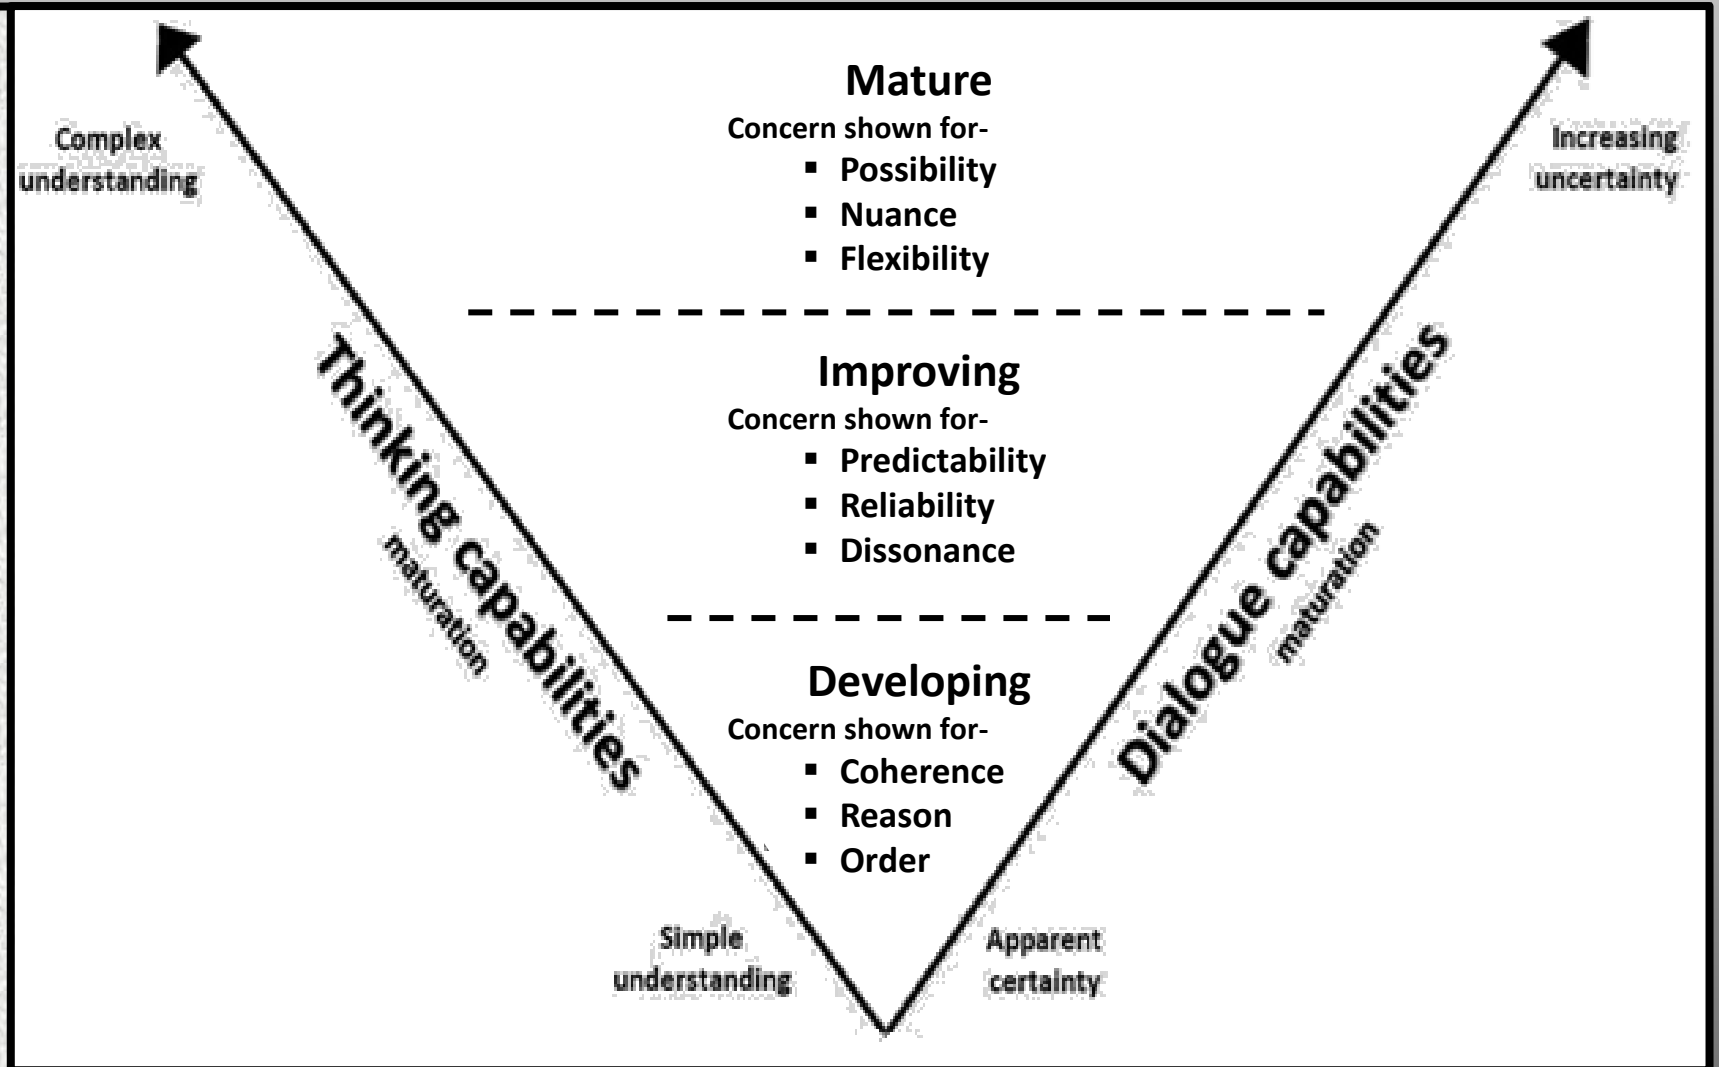 Mature
Concern shown for-
▪ Possibility
▪ Nuance
▪ Flexibility
Complex
understanding
Increasing
uncertainty
Improving
Concern shown for-
▪ Predictability
▪ Reliability
▪ Dissonance
Thinking capabilities
maturation
Dialogue capabilities
maturation
Developing
Concern shown for-
▪ Coherence
▪ Reason
▪ Order
Simple
understanding
Apparent
certainty